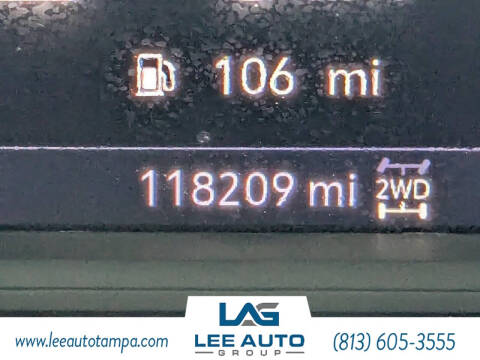 106 mi
118209 mi 2WD
LAG
LEE AUTO
GROUP
www.leeautotampa.com (813) 605-3555